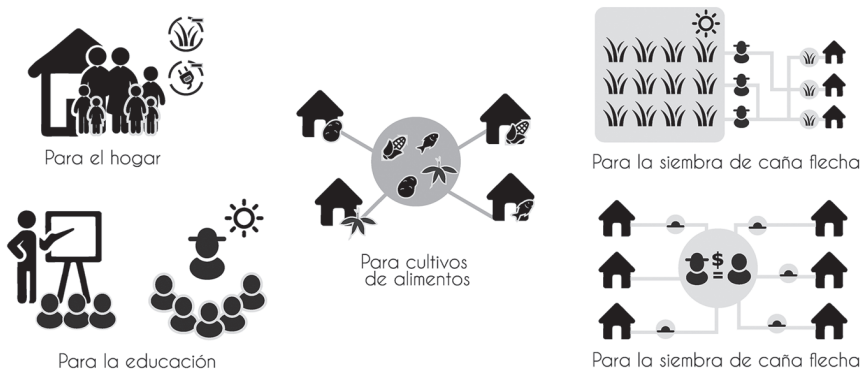 Para el hogar
Para la siembra de caña flecha
Para cultivos
de alimentos
$
=
Para la educación
Para la siembra de caña flecha